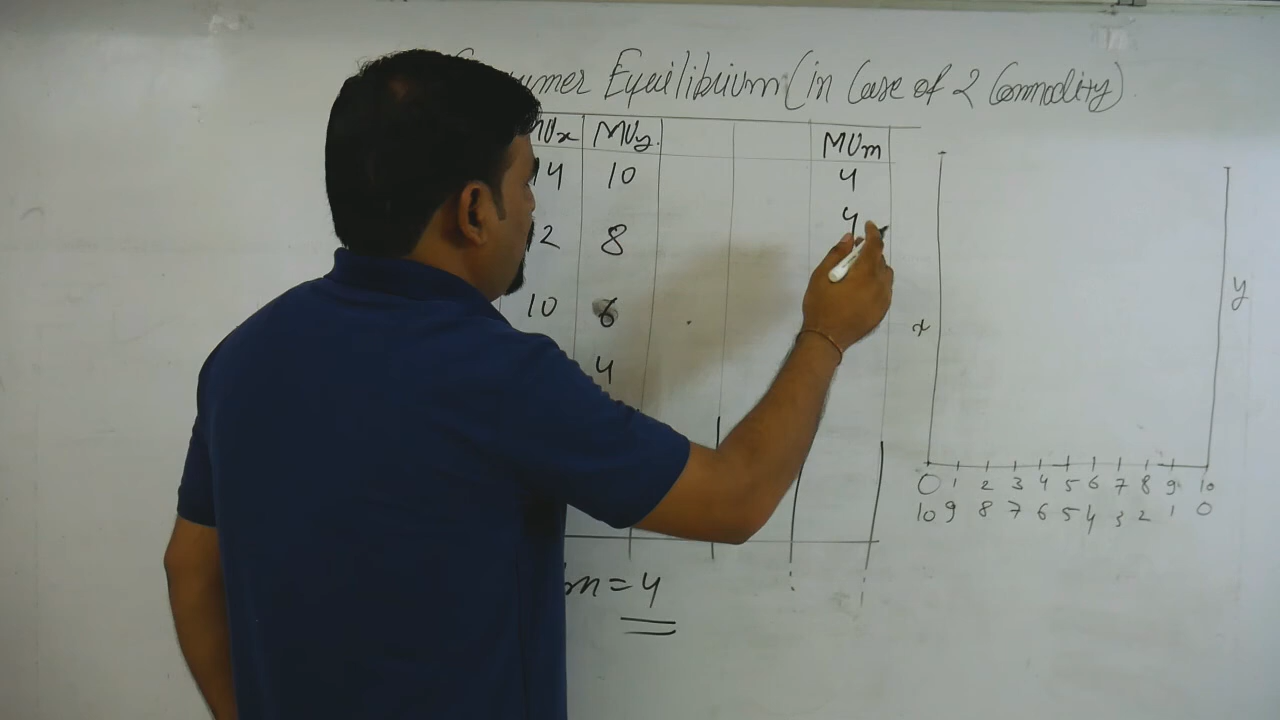 Consumer Equilibrium (in Case of 2 Commodity)
MUx MUy MUm
14 10 4
12 8 4
10 6
4
m = 4
x
y
0 1 2 3 4 5 6 7 8 9 10
10 9 8 7 6 5 4 3 2 1 0